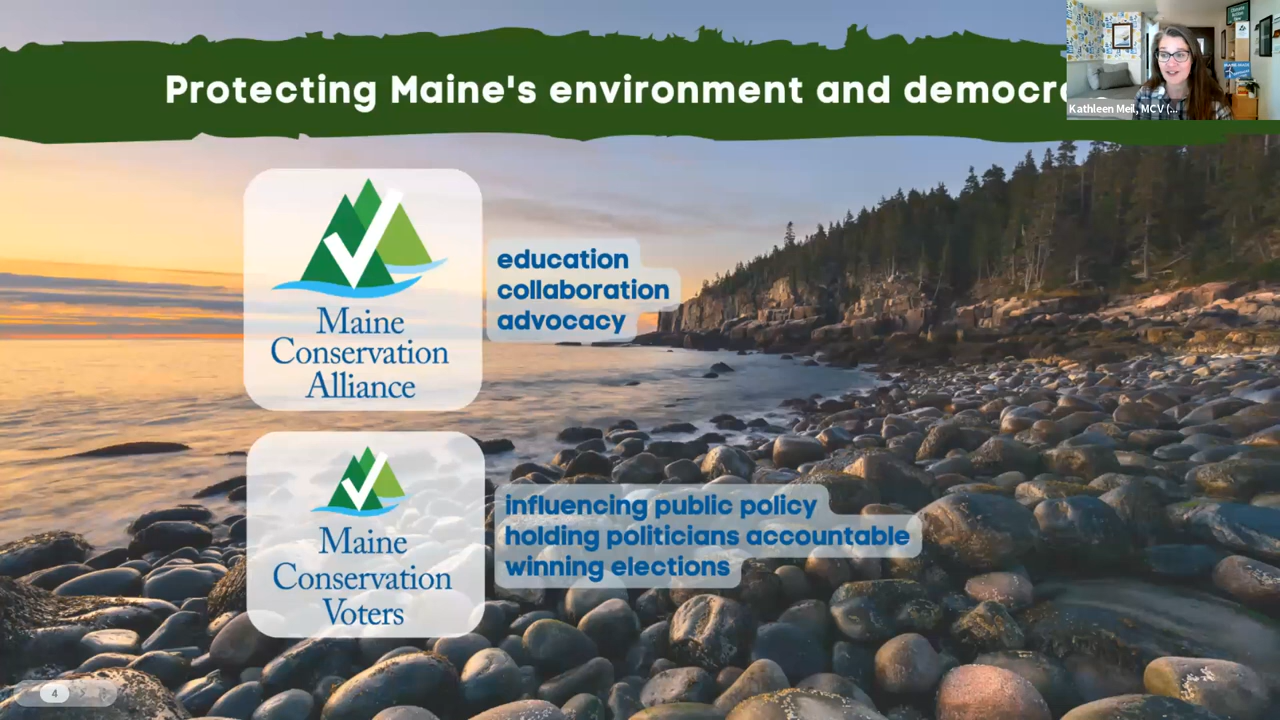 Protecting Maine's environment and democr
Kathleen Meil, MCV (...
Maine
Conservation
Alliance
education
collaboration
advocacy
Maine
Conservation
Voters
influencing public policy
holding politicians accountable
winning elections
4